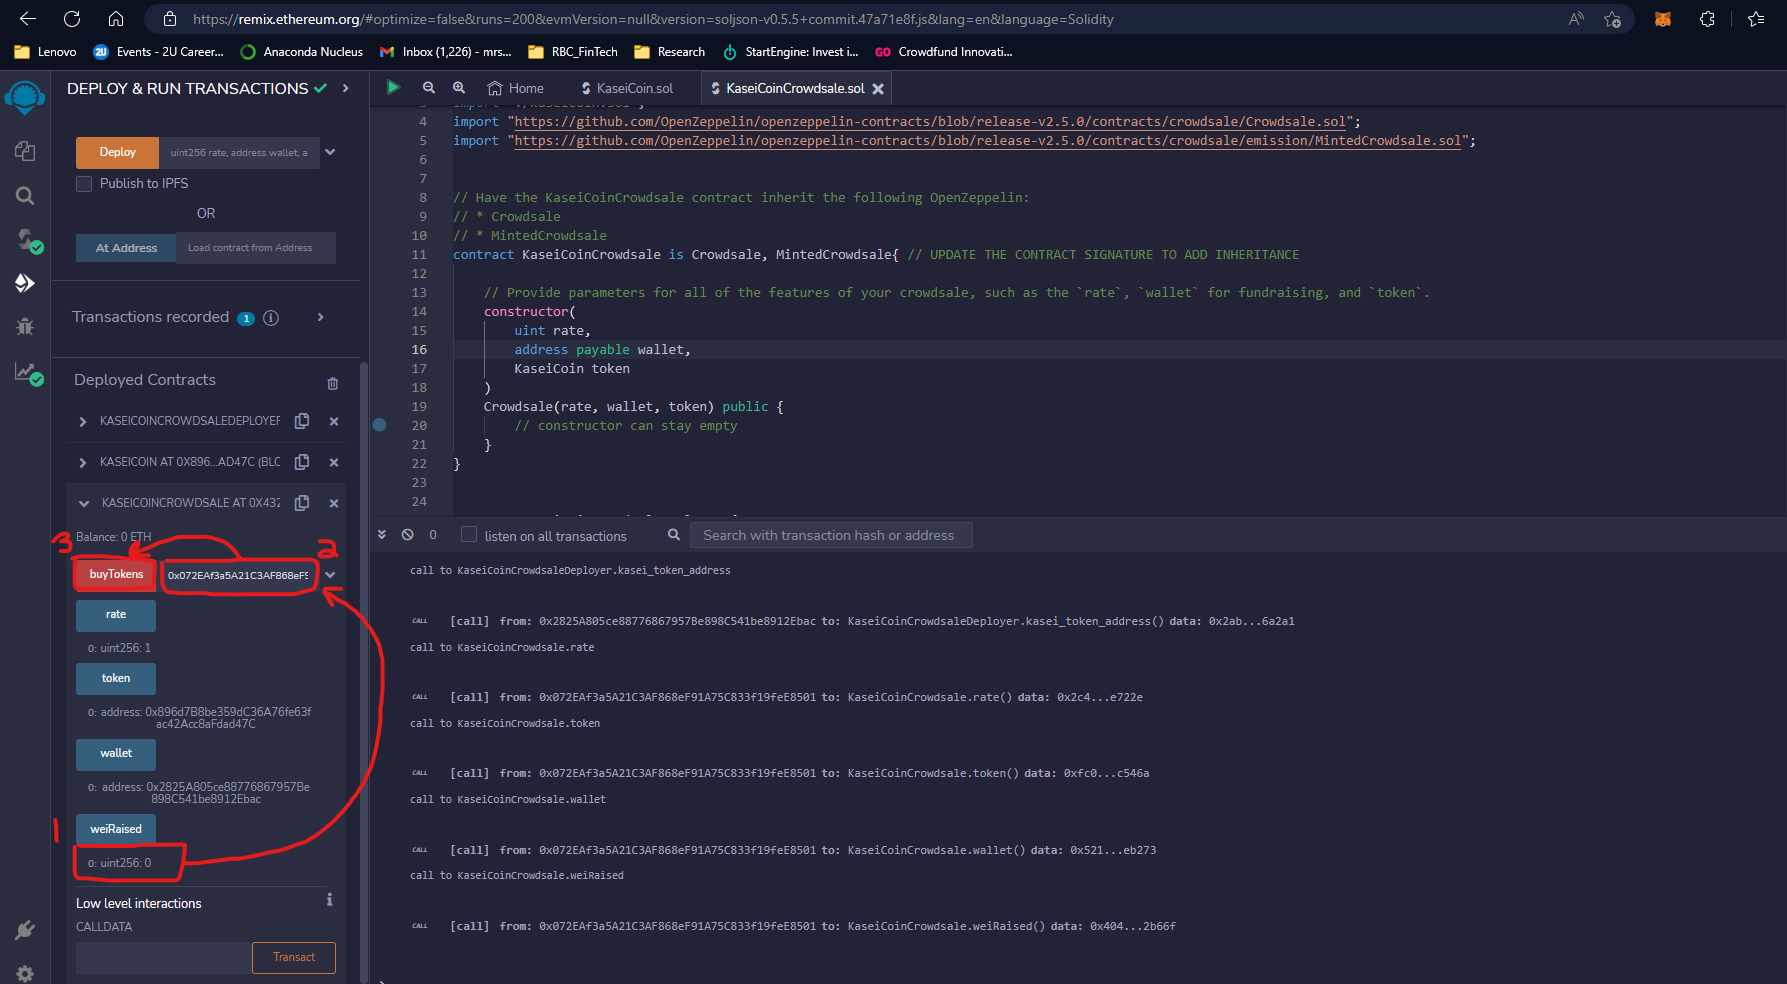 https://remix.ethereum.org/#optimize=false&runs=200&evmVersion=null&version=soljson-v0.5.5+commit.47a71e8f.js&lang=en&language=Solidity
Lenovo
Events - 2U Career...
Anaconda Nucleus
Inbox (1,226) - mrs...
RBC_FinTech
Research
StartEngine: Invest i...
GO Crowdfund Innovati...
DEPLOY & RUN TRANSACTIONS
Deploy
uint256 rate, address wallet, a
Publish to IPFS
OR
At Address
Load contract from Address
Transactions recorded 1
Deployed Contracts
KASEICOINCROWDSALEDEPLOYER
KASEICOIN AT 0X896...AD47C (BLC
KASEICOINCROWDSALE AT 0X432
Balance: 0 ETH
3
2
buyTokens
0x072EAf3a5A21C3AF868eF9
rate
0: uint256: 1
token
0: address: 0x896d7B8be359dC36A76fe63f
ac42Acc8aFdad47C
wallet
0: address: 0x2825A805ce88776867957Be
898C541be8912Ebac
1
weiRaised
0: uint256: 0
Low level interactions
CALLDATA
Transact
Home
KaseiCoin.sol
KaseiCoinCrowdsale.sol
3 import "./KaseiCoin.sol";
4 import "https://github.com/OpenZeppelin/openzeppelin-contracts/blob/release-v2.5.0/contracts/crowdsale/Crowdsale.sol";
5 import "https://github.com/OpenZeppelin/openzeppelin-contracts/blob/release-v2.5.0/contracts/crowdsale/emission/MintedCrowdsale.sol";
6
7
8 // Have the KaseiCoinCrowdsale contract inherit the following OpenZeppelin:
9 // * Crowdsale
10 // * MintedCrowdsale
11 contract KaseiCoinCrowdsale is Crowdsale, MintedCrowdsale{ // UPDATE THE CONTRACT SIGNATURE TO ADD INHERITANCE
12
13 // Provide parameters for all of the features of your crowdsale, such as the `rate`, `wallet` for fundraising, and `token`.
14 constructor(
15 uint rate,
16 address payable wallet,
17 KaseiCoin token
18 )
19 Crowdsale(rate, wallet, token) public {
20 // constructor can stay empty
21 }
22 }
23
24
0
listen on all transactions
Search with transaction hash or address
call to KaseiCoinCrowdsaleDeployer.kasei_token_address
CALL [call] from: 0x2825A805ce88776867957Be898C541be8912Ebac to: KaseiCoinCrowdsaleDeployer.kasei_token_address() data: 0x2ab...6a2a1
call to KaseiCoinCrowdsale.rate
CALL [call] from: 0x072EAf3a5A21C3AF868eF91A75C833f19feE8501 to: KaseiCoinCrowdsale.rate() data: 0x2c4...e722e
call to KaseiCoinCrowdsale.token
CALL [call] from: 0x072EAf3a5A21C3AF868eF91A75C833f19feE8501 to: KaseiCoinCrowdsale.token() data: 0xfc0...c546a
call to KaseiCoinCrowdsale.wallet
CALL [call] from: 0x072EAf3a5A21C3AF868eF91A75C833f19feE8501 to: KaseiCoinCrowdsale.wallet() data: 0x521...eb273
call to KaseiCoinCrowdsale.weiRaised
CALL [call] from: 0x072EAf3a5A21C3AF868eF91A75C833f19feE8501 to: KaseiCoinCrowdsale.weiRaised() data: 0x404...2b66f